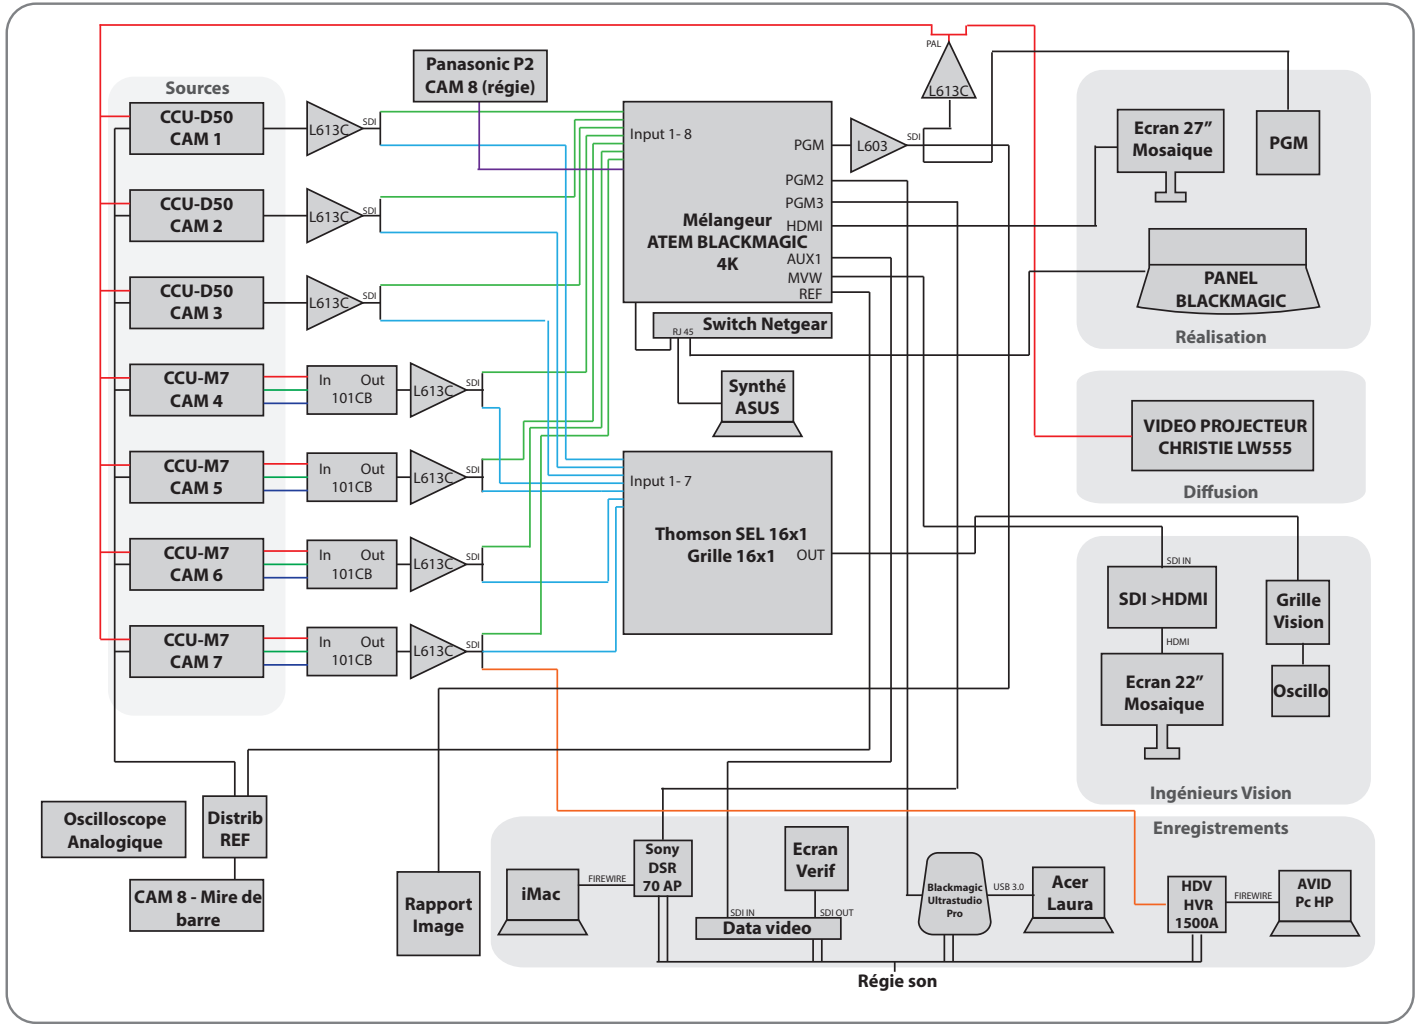 Sources
CCU-D50
CAM 1
CCU-D50
CAM 2
CCU-D50
CAM 3
CCU-M7
CAM 4
CCU-M7
CAM 5
CCU-M7
CAM 6
CCU-M7
CAM 7
L613C
SDI
L613C
SDI
L613C
SDI
In Out
101CB
L613C
SDI
In Out
101CB
L613C
SDI
In Out
101CB
L613C
SDI
In Out
101CB
L613C
SDI
Panasonic P2
CAM 8 (régie)
Input 1- 8
PGM
PGM2
PGM3
HDMI
AUX1
MVW
REF
Mélangeur
ATEM BLACKMAGIC
4K
L603
SDI
PAL
L613C
Switch Netgear
RJ 45
Synthé
ASUS
Input 1- 7
Thomson SEL 16x1
Grille 16x1
OUT
Ecran 27”
Mosaique
PGM
PANEL
BLACKMAGIC
Réalisation
VIDEO PROJECTEUR
CHRISTIE LW555
Diffusion
SDI IN
SDI >HDMI
HDMI
Ecran 22”
Mosaique
Grille
Vision
Oscillo
Ingénieurs Vision
Oscilloscope
Analogique
Distrib
REF
CAM 8 - Mire de
barre
Rapport
Image
Enregistrements
iMac
FIREWIRE
Sony
DSR
70 AP
Ecran
Verif
SDI IN
SDI OUT
Data video
Blackmagic
Ultrastudio
Pro
USB 3.0
Acer
Laura
HDV
HVR
1500A
FIREWIRE
AVID
Pc HP
Régie son